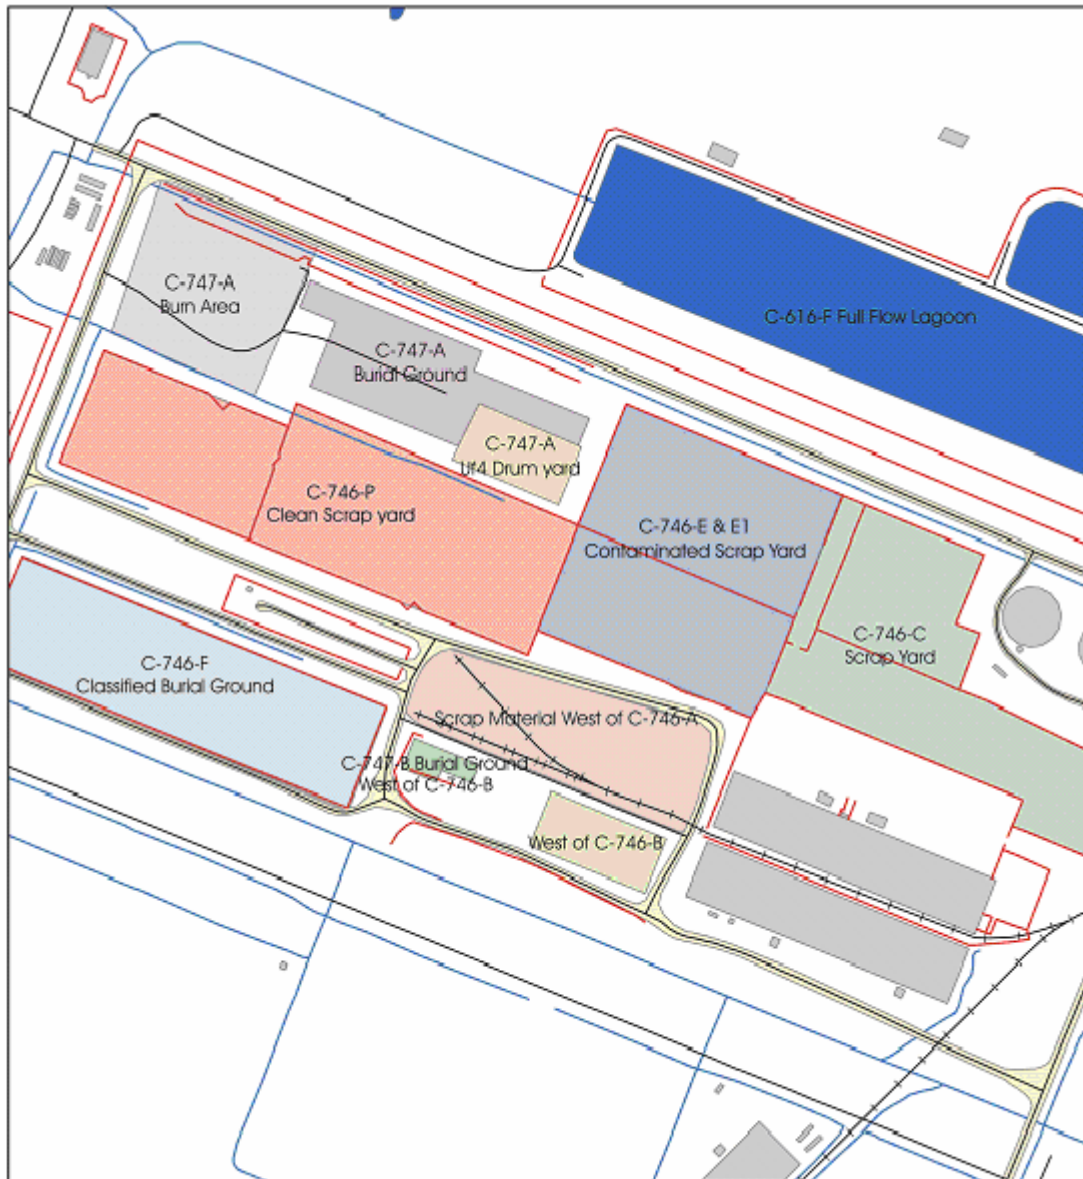 C-747-A
Burn Area
C-616-F Full Flow Lagoon
C-747-A
Burial Ground
C-747-A
Uf4 Drum yard
C-746-P
Clean Scrap yard
C-746-E & E1
Contaminated Scrap Yard
C-746-C
Scrap Yard
C-746-F
Classified Burial Ground
Scrap Material West of C-746-A
C-747-B Burial Ground
West of C-746-B
West of C-746-B